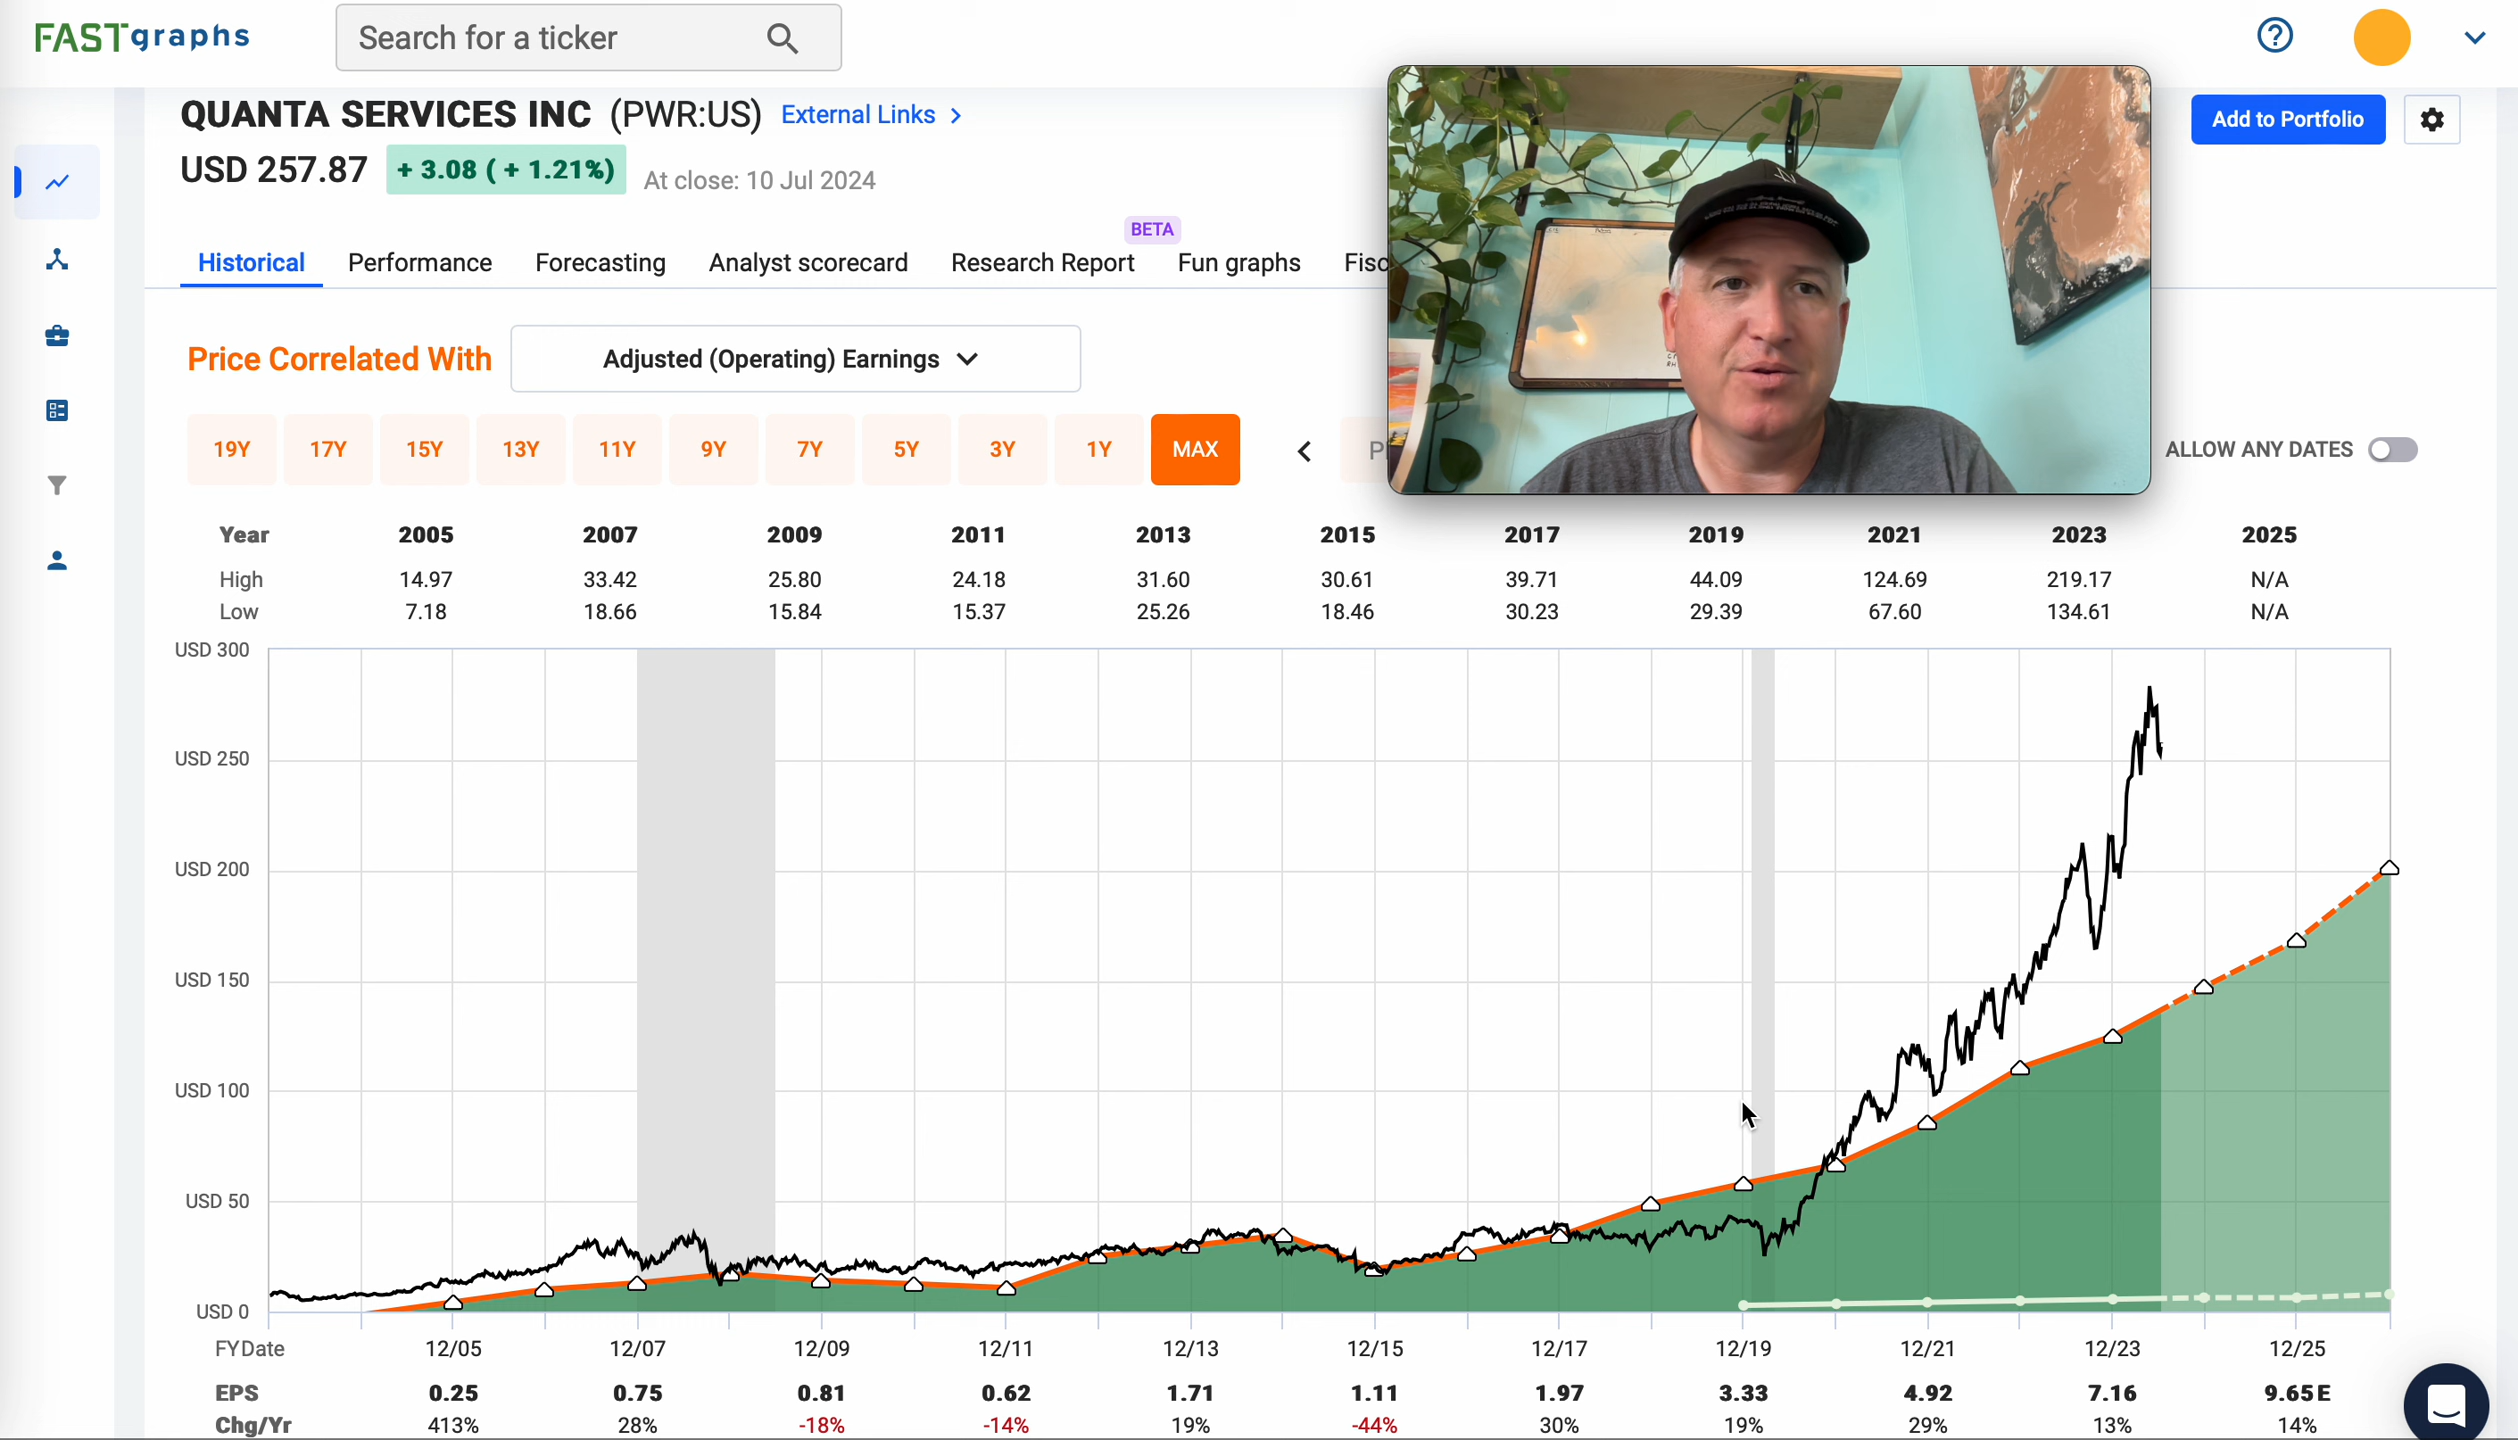 FASTgraphs
Search for a ticker
QUANTA SERVICES INC (PWR:US) External Links >
Add to Portfolio
USD 257.87 + 3.08 ( + 1.21%) At close: 10 Jul 2024
BETA
Historical Performance Forecasting Analyst scorecard Research Report Fun graphs Fisc
Price Correlated With Adjusted (Operating) Earnings
19Y 17Y 15Y 13Y 11Y 9Y 7Y 5Y 3Y 1Y MAX ALLOW ANY DATES
Year 2005 2007 2009 2011 2013 2015 2017 2019 2021 2023 2025
High 14.97 33.42 25.80 24.18 31.60 30.61 39.71 44.09 124.69 219.17 N/A
Low 7.18 18.66 15.84 15.37 25.26 18.46 30.23 29.39 67.60 134.61 N/A
USD 300
USD 250
USD 200
USD 150
USD 100
USD 50
USD 0
FYDate 12/05 12/07 12/09 12/11 12/13 12/15 12/17 12/19 12/21 12/23 12/25
EPS 0.25 0.75 0.81 0.62 1.71 1.11 1.97 3.33 4.92 7.16 9.65E
Chg/Yr 413% 28% -18% -14% 19% -44% 30% 19% 29% 13% 14%